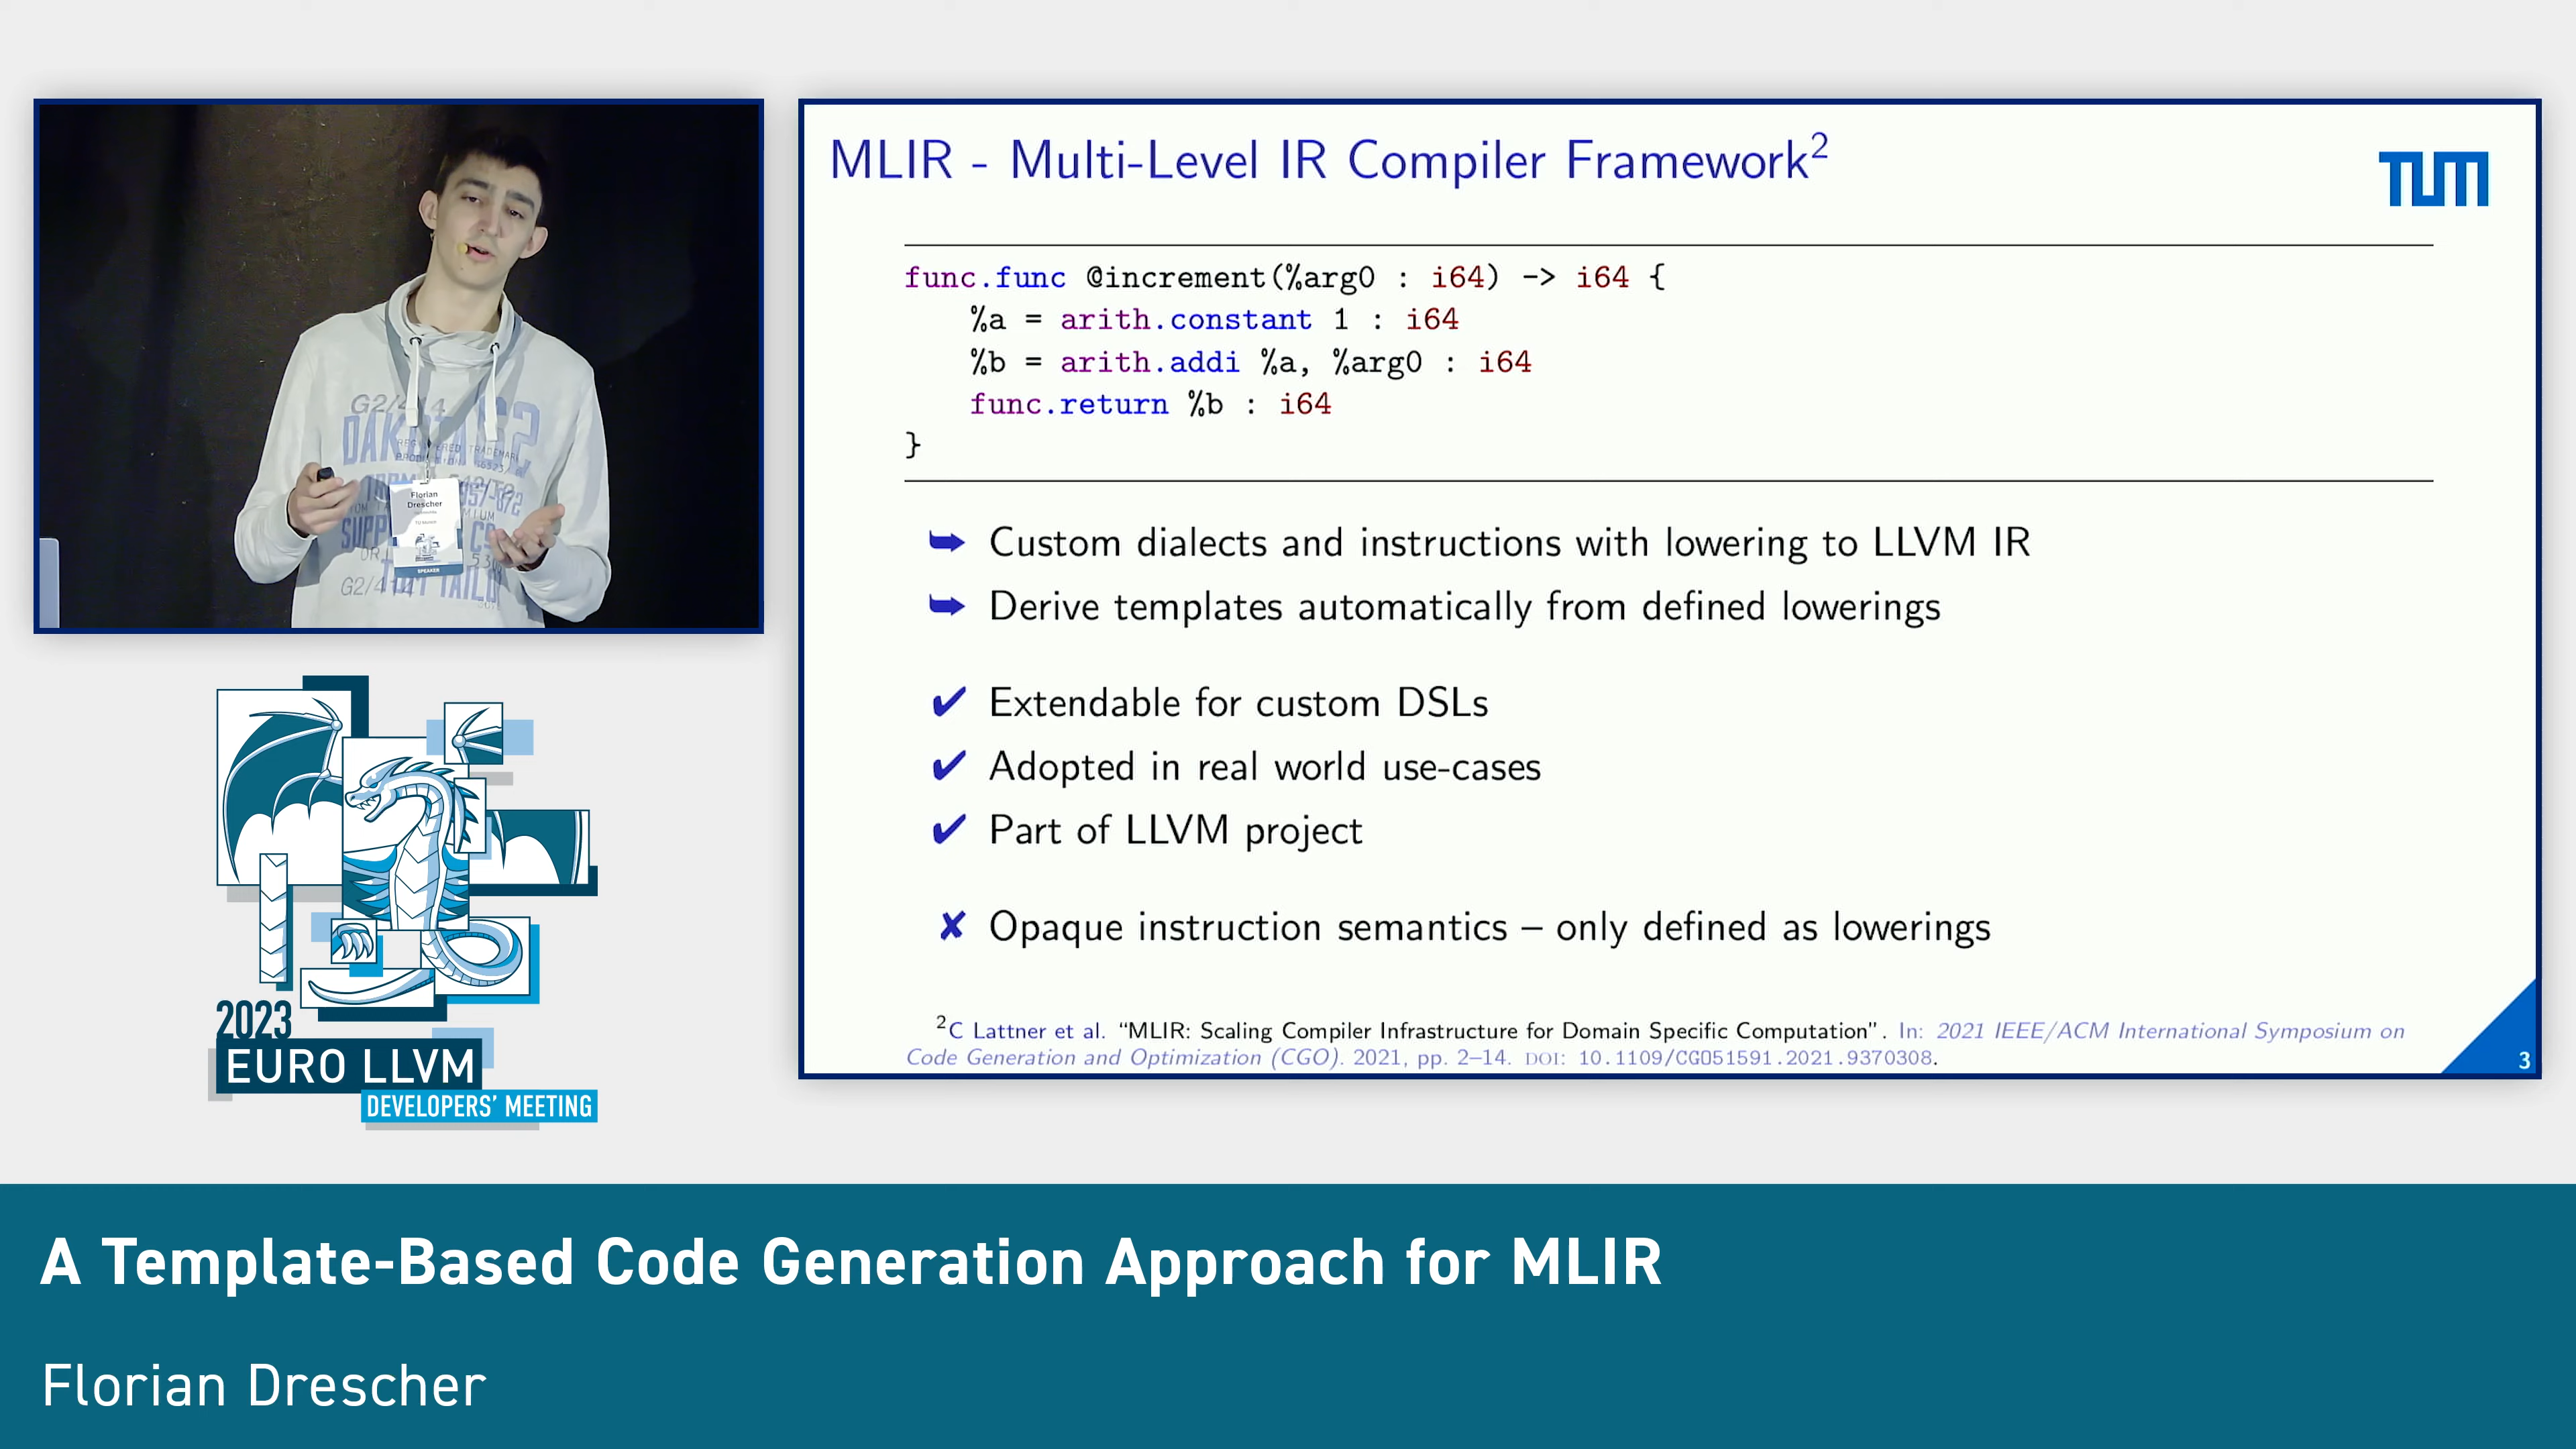 MLIR - Multi-Level IR Compiler Framework²
TUM
func.func @increment(%arg0 : i64) -> i64 {
%a = arith.constant 1 : i64
%b = arith.addi %a, %arg0 : i64
func.return %b : i64
}
➥ Custom dialects and instructions with lowering to LLVM IR
➥ Derive templates automatically from defined lowerings
✔ Extendable for custom DSLs
✔ Adopted in real world use-cases
✔ Part of LLVM project
✘ Opaque instruction semantics – only defined as lowerings
²C Lattner et al. “MLIR: Scaling Compiler Infrastructure for Domain Specific Computation”. In: 2021 IEEE/ACM International Symposium on
Code Generation and Optimization (CGO). 2021, pp. 2–14. DOI: 10.1109/CGO51591.2021.9370308.
3
G2/414
Florian
Drescher
SPEAKER
2023
EURO LLVM
DEVELOPERS' MEETING
A Template-Based Code Generation Approach for MLIR
Florian Drescher